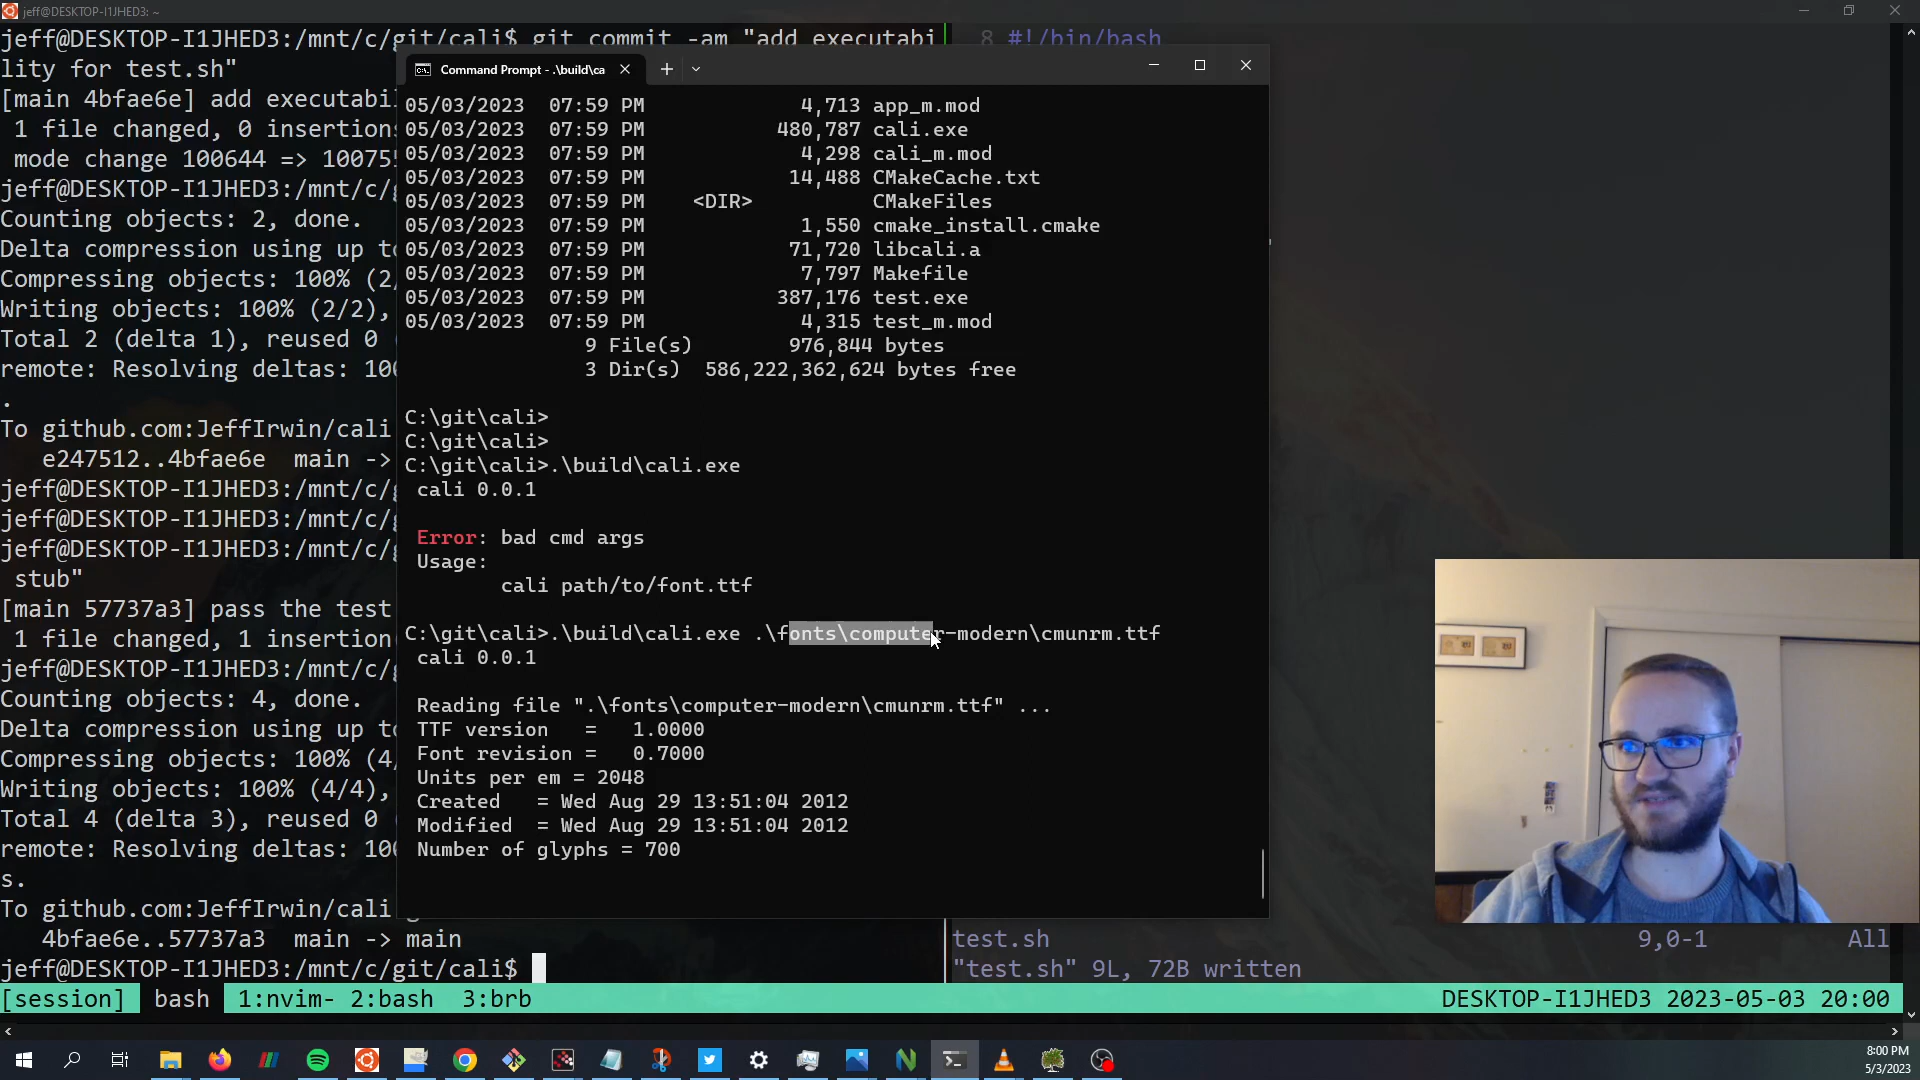 jeff@DESKTOP-I1JHED3: ~
jeff@DESKTOP-I1JHED3:/mnt/c/git/cali$ git commit -am "add executabi
lity for test.sh"
[main 4bfae6e] add executabi
1 file changed, 0 insertions
mode change 100644 => 10075
jeff@DESKTOP-I1JHED3:/mnt/c/
Counting objects: 2, done.
Delta compression using up to
Compressing objects: 100% (2
Writing objects: 100% (2/2),
Total 2 (delta 1), reused 0
remote: Resolving deltas: 10
.
To github.com:JeffIrwin/cali
e247512..4bfae6e  main ->
jeff@DESKTOP-I1JHED3:/mnt/c/
jeff@DESKTOP-I1JHED3:/mnt/c/
jeff@DESKTOP-I1JHED3:/mnt/c/
stub"
[main 57737a3] pass the test
1 file changed, 1 insertion
jeff@DESKTOP-I1JHED3:/mnt/c/
Counting objects: 4, done.
Delta compression using up to
Compressing objects: 100% (4
Writing objects: 100% (4/4),
Total 4 (delta 3), reused 0
remote: Resolving deltas: 10
s.
To github.com:JeffIrwin/cali
4bfae6e..57737a3  main -> main
jeff@DESKTOP-I1JHED3:/mnt/c/git/cali$
Command Prompt - .\build\ca
05/03/2023  07:59 PM             4,713 app_m.mod
05/03/2023  07:59 PM           480,787 cali.exe
05/03/2023  07:59 PM             4,298 cali_m.mod
05/03/2023  07:59 PM            14,488 CMakeCache.txt
05/03/2023  07:59 PM    <DIR>          CMakeFiles
05/03/2023  07:59 PM             1,550 cmake_install.cmake
05/03/2023  07:59 PM            71,720 libcali.a
05/03/2023  07:59 PM             7,797 Makefile
05/03/2023  07:59 PM           387,176 test.exe
05/03/2023  07:59 PM             4,315 test_m.mod
9 File(s)        976,844 bytes
3 Dir(s)  586,222,362,624 bytes free
C:\git\cali>
C:\git\cali>
C:\git\cali>.\build\cali.exe
cali 0.0.1
Error: bad cmd args
Usage:
cali path/to/font.ttf
C:\git\cali>.\build\cali.exe .\fonts\computer-modern\cmunrm.ttf
cali 0.0.1
Reading file ".\fonts\computer-modern\cmunrm.ttf" ...
TTF version   =   1.0000
Font revision =   0.7000
Units per em = 2048
Created   = Wed Aug 29 13:51:04 2012
Modified  = Wed Aug 29 13:51:04 2012
Number of glyphs = 700
8 #!/bin/bash
test.sh 9,0-1 All
"test.sh" 9L, 72B written
[session] bash 1:nvim- 2:bash 3:brb DESKTOP-I1JHED3 2023-05-03 20:00
8:00 PM
5/3/2023